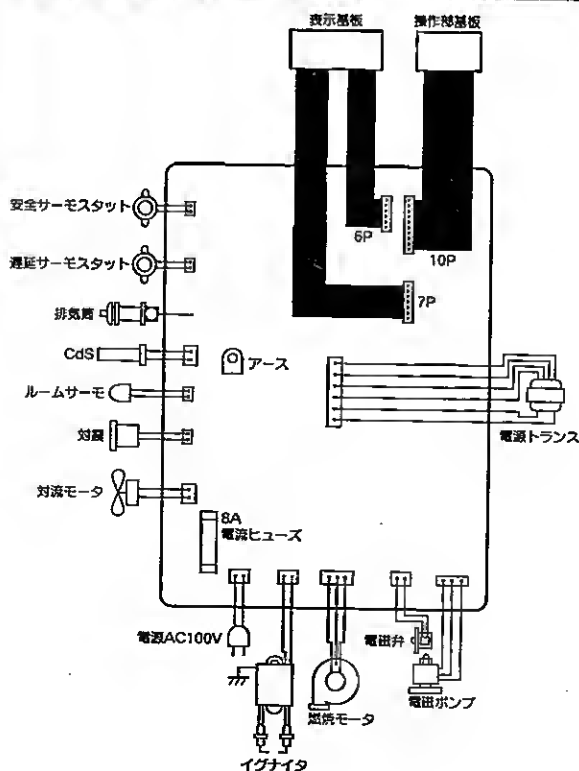 表示基板
操作部基板
安全サーモスタット
遅延サーモスタット
排気筒
CdS
ルームサーモ
対震
対流モータ
6P
10P
7P
アース
電源トランス
8A
電流ヒューズ
電源AC100V
イグナイタ
燃焼モータ
電磁弁
電磁ポンプ